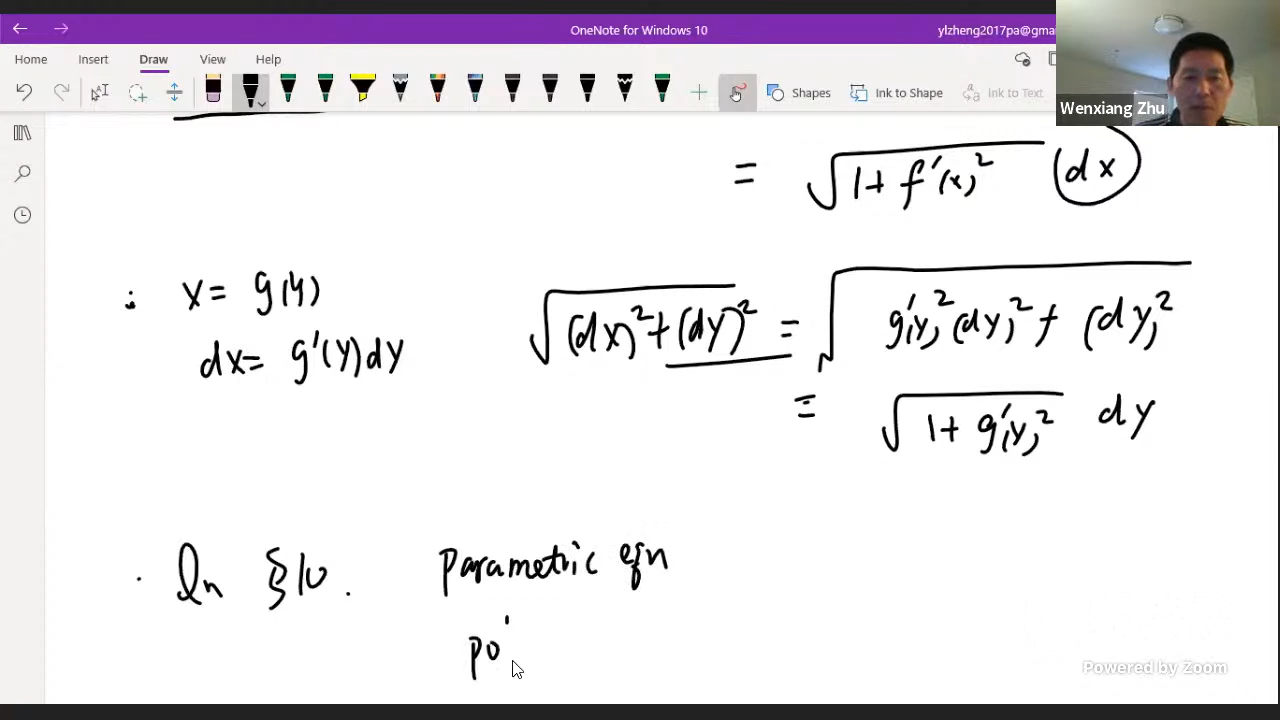 OneNote for Windows 10
ylzheng2017pa@gma
Home Insert Draw View Help
Shapes Ink to Shape Ink to Text
Wenxiang Zhu
= √(1 + f'(x)²) (dx)
x = g(y)
√((dx)² + (dy)²) = √(g'(y)² (dy)² + (dy)²)
dx = g'(y)dy
= √(1 + g'(y)²) dy
In §10. Parametric eqn
po'
Powered by Zoom